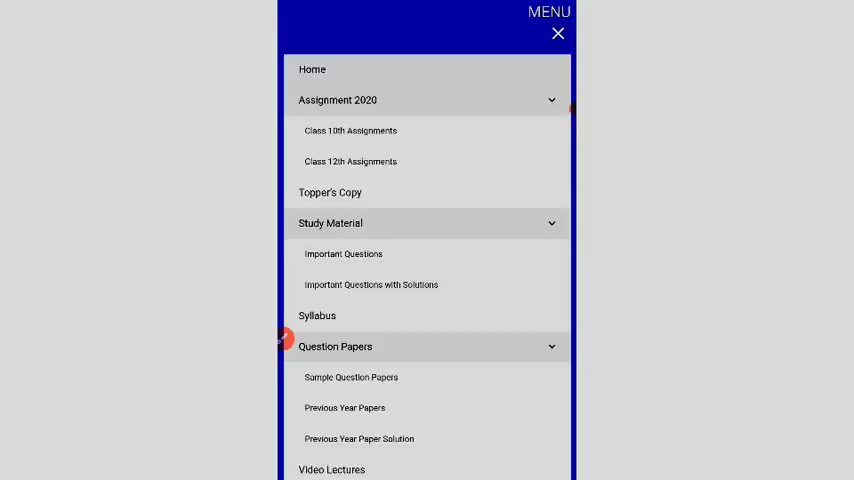 MENU
Home
Assignment 2020
Class 10th Assignments
Class 12th Assignments
Topper's Copy
Study Material
Important Questions
Important Questions with Solutions
Syllabus
Question Papers
Sample Question Papers
Previous Year Papers
Previous Year Paper Solution
Video Lectures